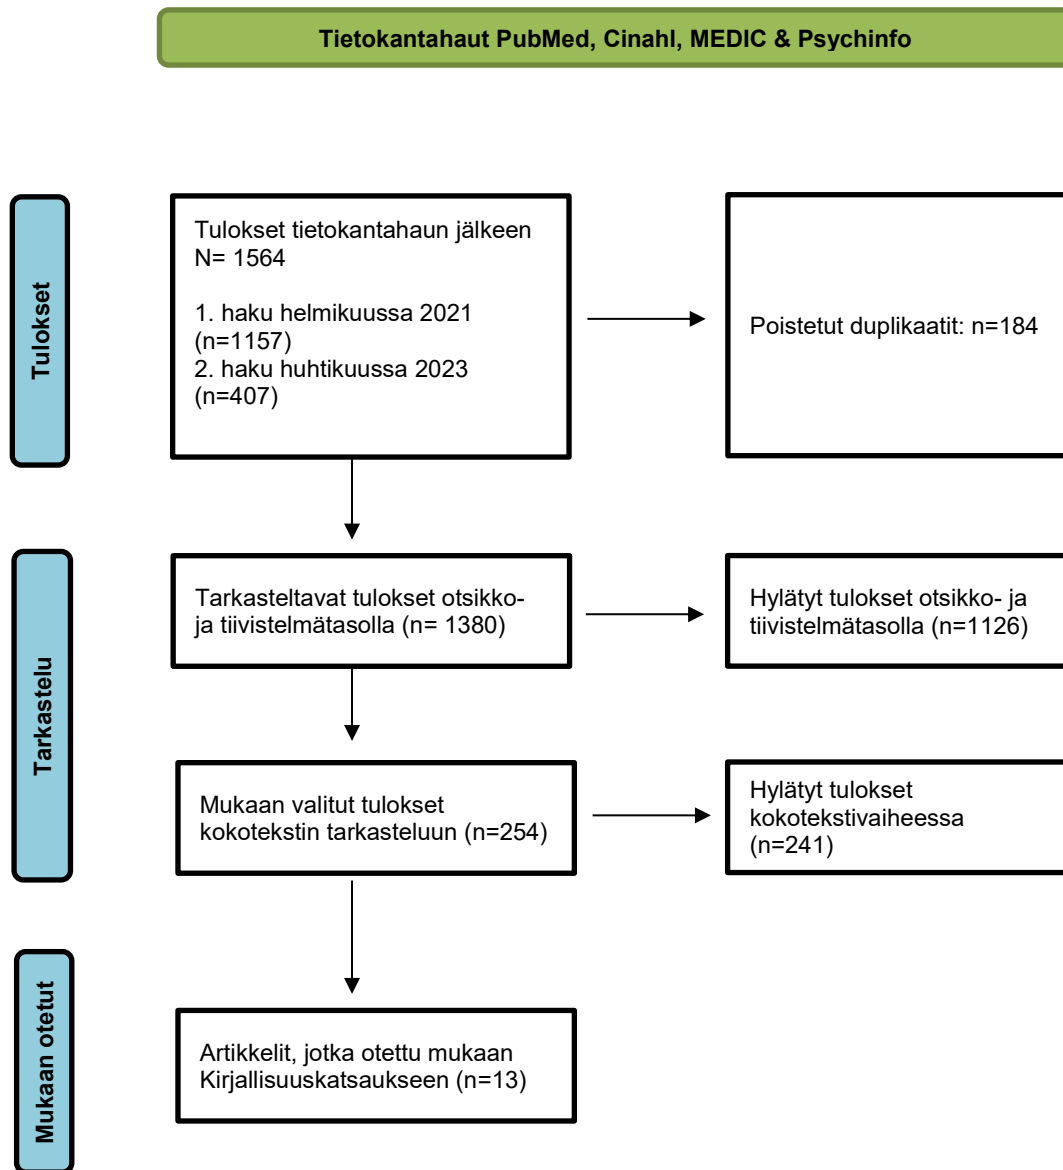 Tietokantahaut PubMed, Cinahl, MEDIC & Psychinfo
Tulokset
Tulokset tietokantahaun jälkeen
N= 1564
1. haku helmikuussa 2021
(n=1157)
2. haku huhtikuussa 2023
(n=407)
Poistetut duplikaatit: n=184
Tarkastelu
Tarkasteltavat tulokset otsikko-
ja tiivistelmätasolla (n= 1380)
Hylätyt tulokset otsikko- ja
tiivistelmätasolla (n=1126)
Mukaan valitut tulokset
kokotekstin tarkasteluun (n=254)
Hylätyt tulokset
kokotekstivaiheessa
(n=241)
Mukaan otetut
Artikkelit, jotka otettu mukaan
Kirjallisuuskatsaukseen (n=13)